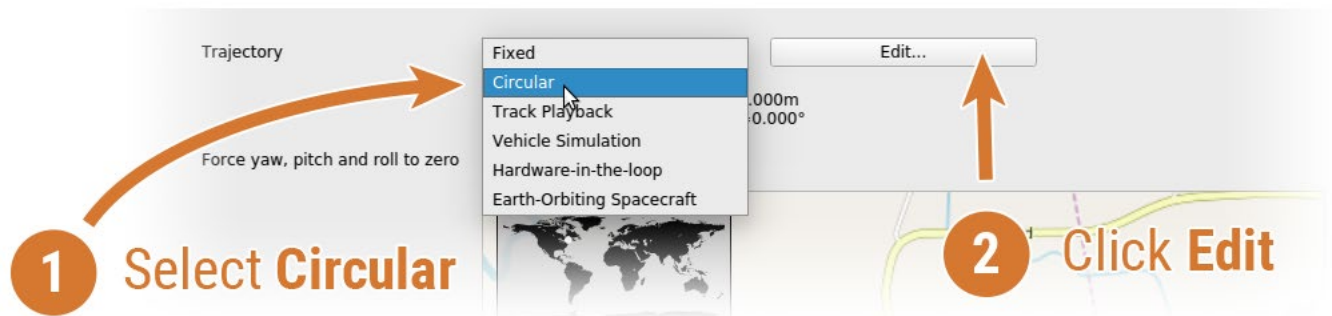 Trajectory
Fixed
Edit...
Circular
Track Playback
.000m
=0.000°
Vehicle Simulation
Force yaw, pitch and roll to zero
Hardware-in-the-loop
Earth-Orbiting Spacecraft
1 Select Circular
2 Click Edit